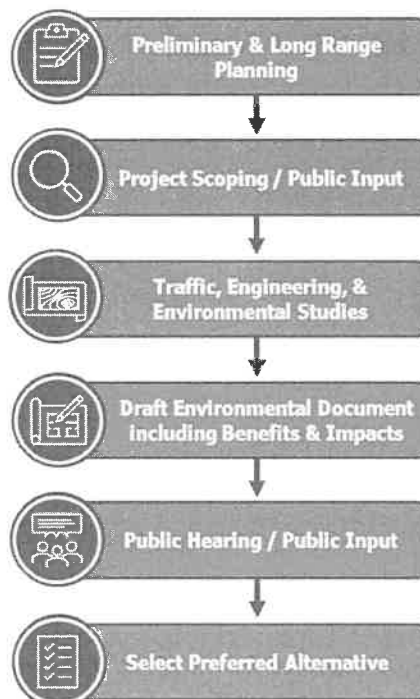 Preliminary & Long Range
Planning
Project Scoping / Public Input
Traffic, Engineering, &
Environmental Studies
Draft Environmental Document
including Benefits & Impacts
Public Hearing / Public Input
Select Preferred Alternative